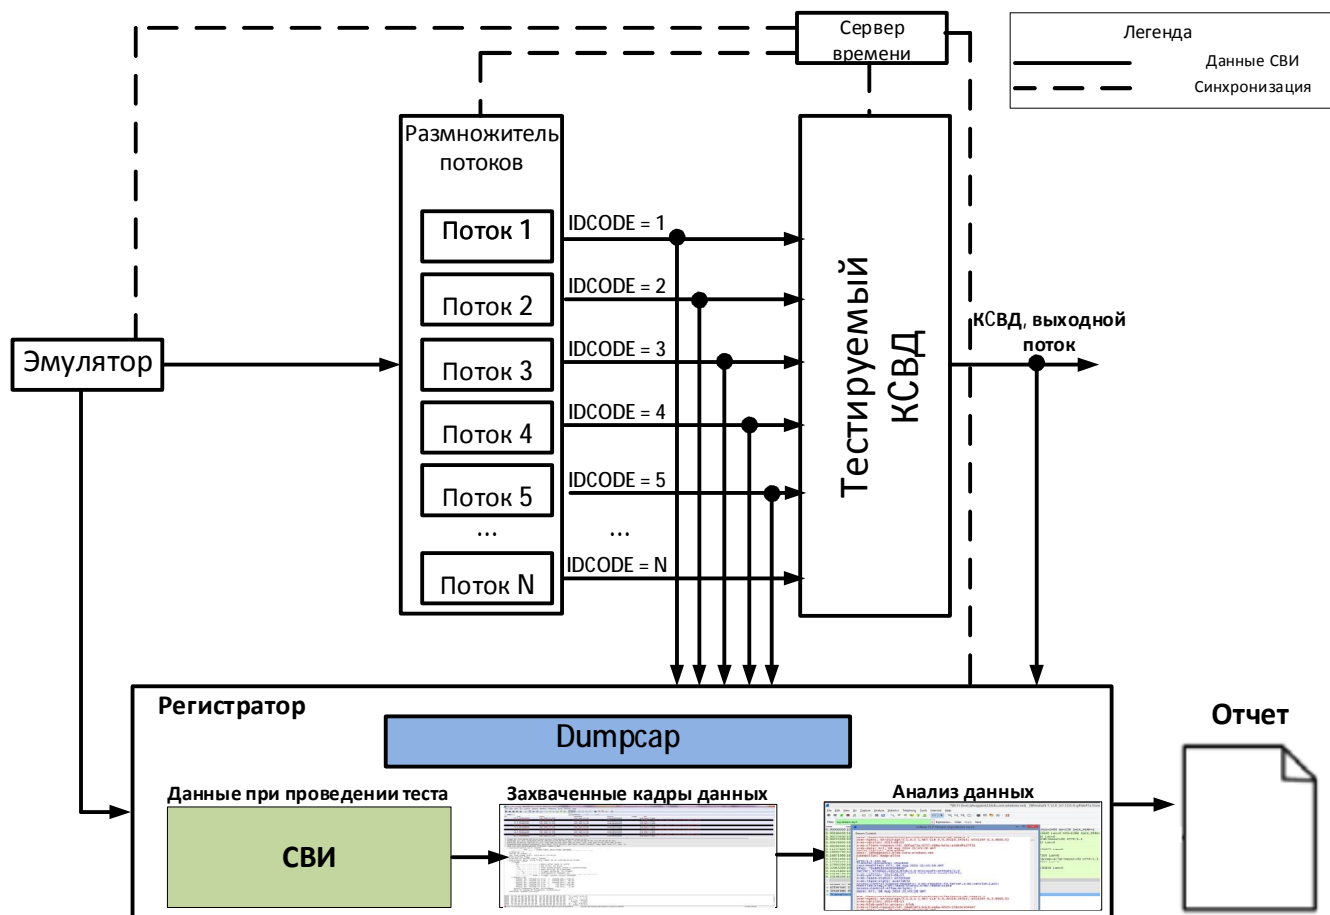 Сервер
времени
Легенда
Данные СВИ
Синхронизация
Размножитель
потоков
Поток 1
IDCODE = 1
Поток 2
IDCODE = 2
Поток 3
IDCODE = 3
Поток 4
IDCODE = 4
Поток 5
IDCODE = 5
...
...
Поток N
IDCODE = N
Эмулятор
Тестируемый
КСВД
КСВД, выходной
поток
Регистратор
Dumpcap
Данные при проведении теста
СВИ
Захваченные кадры данных
Анализ данных
Отчет